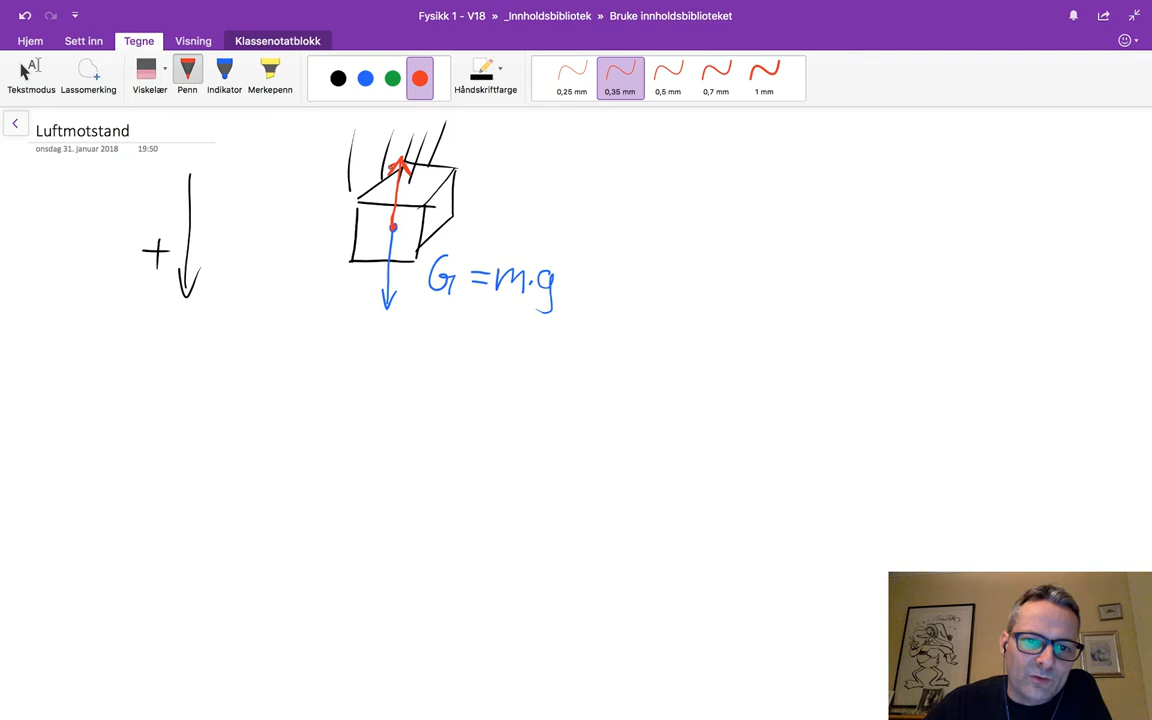 Fysikk 1 - V18 » _Innholdsbibliotek » Bruke innholdsbiblioteket
Hjem Sett inn Tegne Visning Klassenotatblokk
Tekstmodus Lassomerking Viskelær Penn Indikator Merkepenn Håndskriftfarge 0,25 mm 0,35 mm 0,5 mm 0,7 mm 1 mm
Luftmotstand
onsdag 31. januar 2018 19:50
+
G = m·g